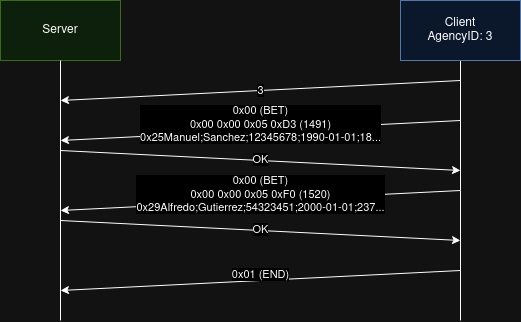 Server
Client
AgencyID: 3
3
0x00 (BET)
0x00 0x00 0x05 0xD3 (1491)
0x25Manuel;Sanchez;12345678;1990-01-01;18...
OK
0x00 (BET)
0x00 0x00 0x05 0xF0 (1520)
0x29Alfredo;Gutierrez;54323451;2000-01-01;237...
OK
0x01 (END)